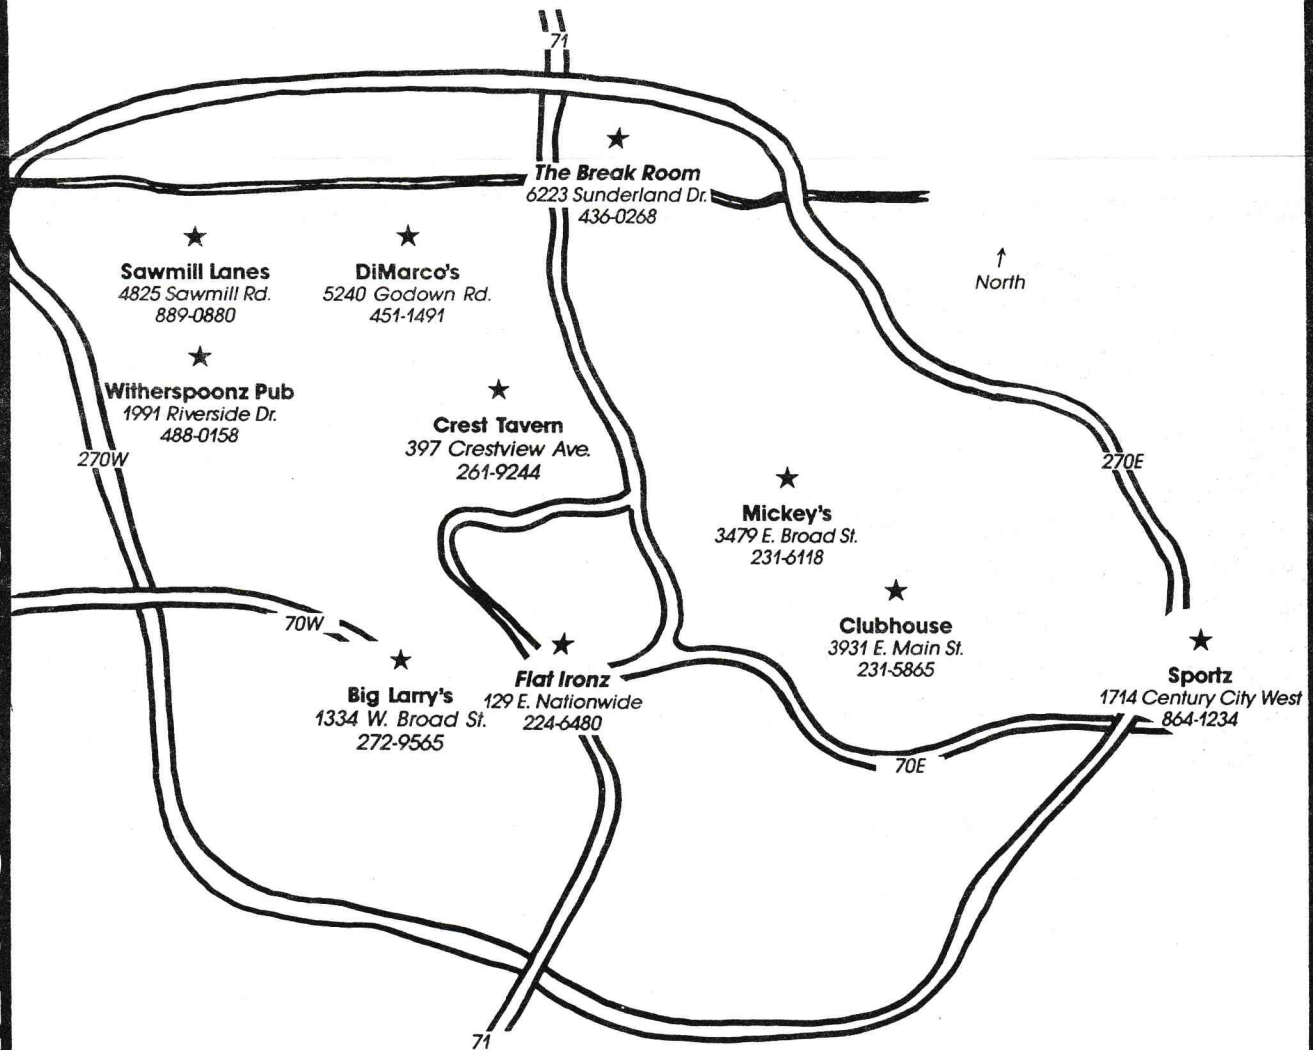 71
The Break Room
6223 Sunderland Dr.
436-0268
Sawmill Lanes
4825 Sawmill Rd.
889-0880
DiMarco's
5240 Godown Rd.
451-1491
↑
North
Witherspoonz Pub
1991 Riverside Dr.
488-0158
Crest Tavern
397 Crestview Ave.
261-9244
270W
270E
Mickey's
3479 E. Broad St.
231-6118
Clubhouse
3931 E. Main St.
231-5865
70W
Big Larry's
1334 W. Broad St.
272-9565
Flat Ironz
129 E. Nationwide
224-6480
Sportz
1714 Century City West
864-1234
70E
71